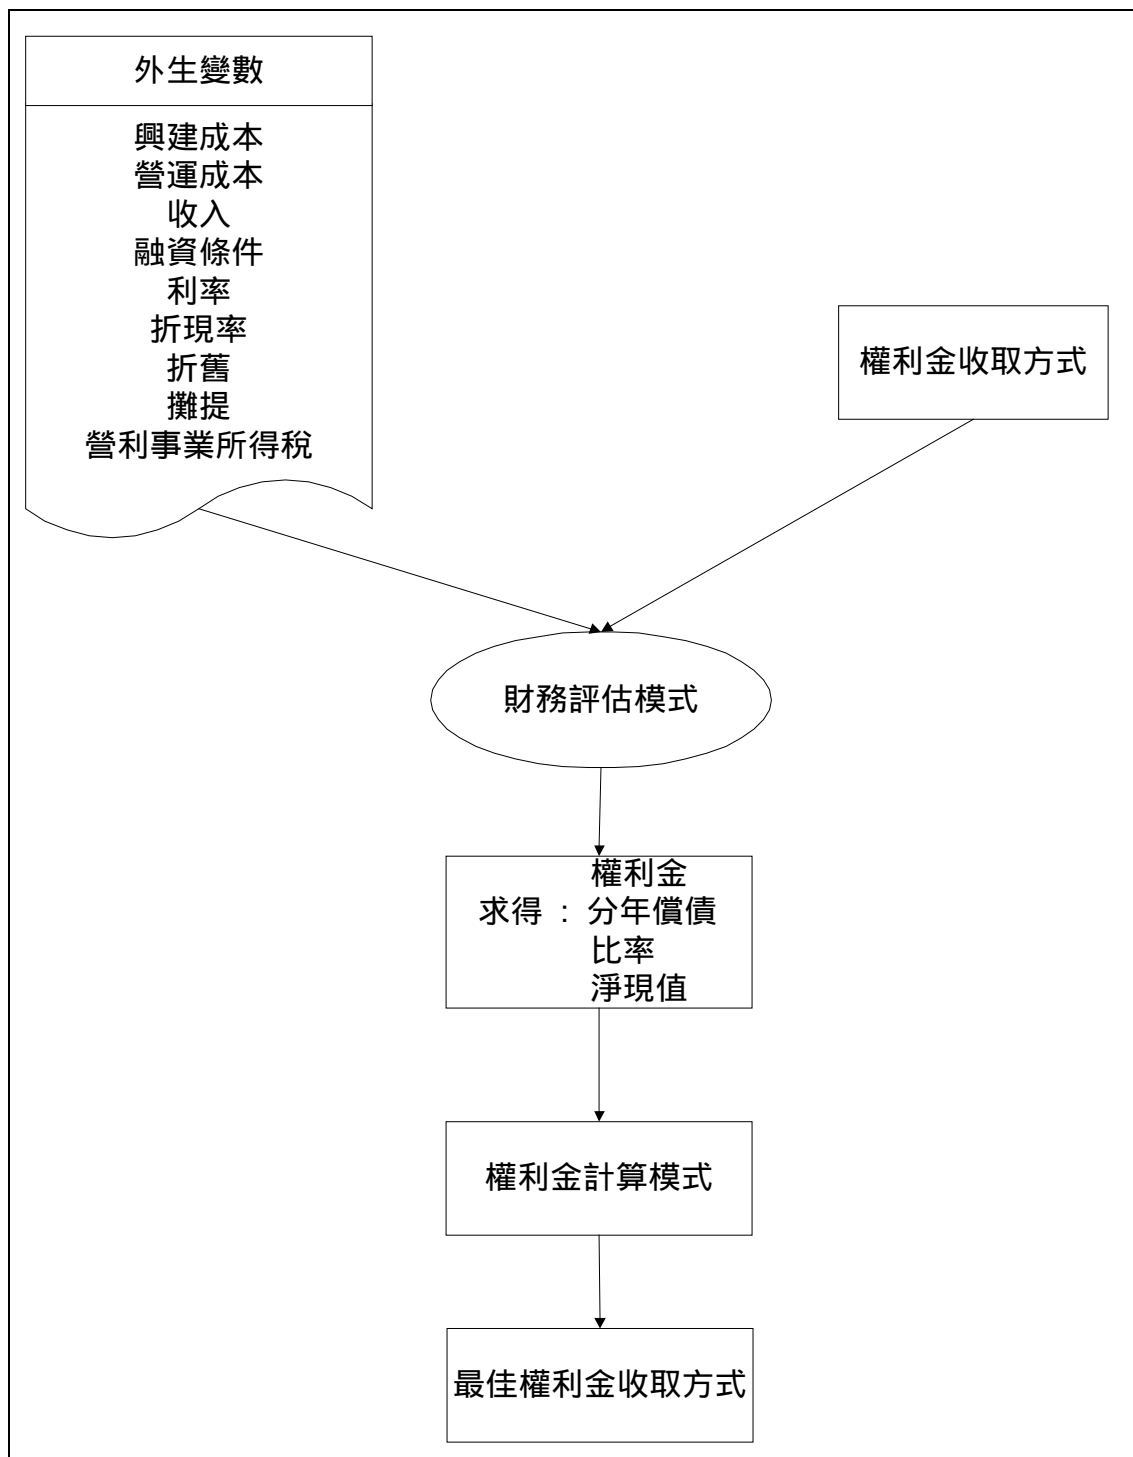 外生變數
興建成本
營運成本
收入
融資條件
利率
折現率
折舊
攤提
營利事業所得稅
權利金收取方式
財務評估模式
權利金
求得 : 分年償債
比率
淨現值
權利金計算模式
最佳權利金收取方式